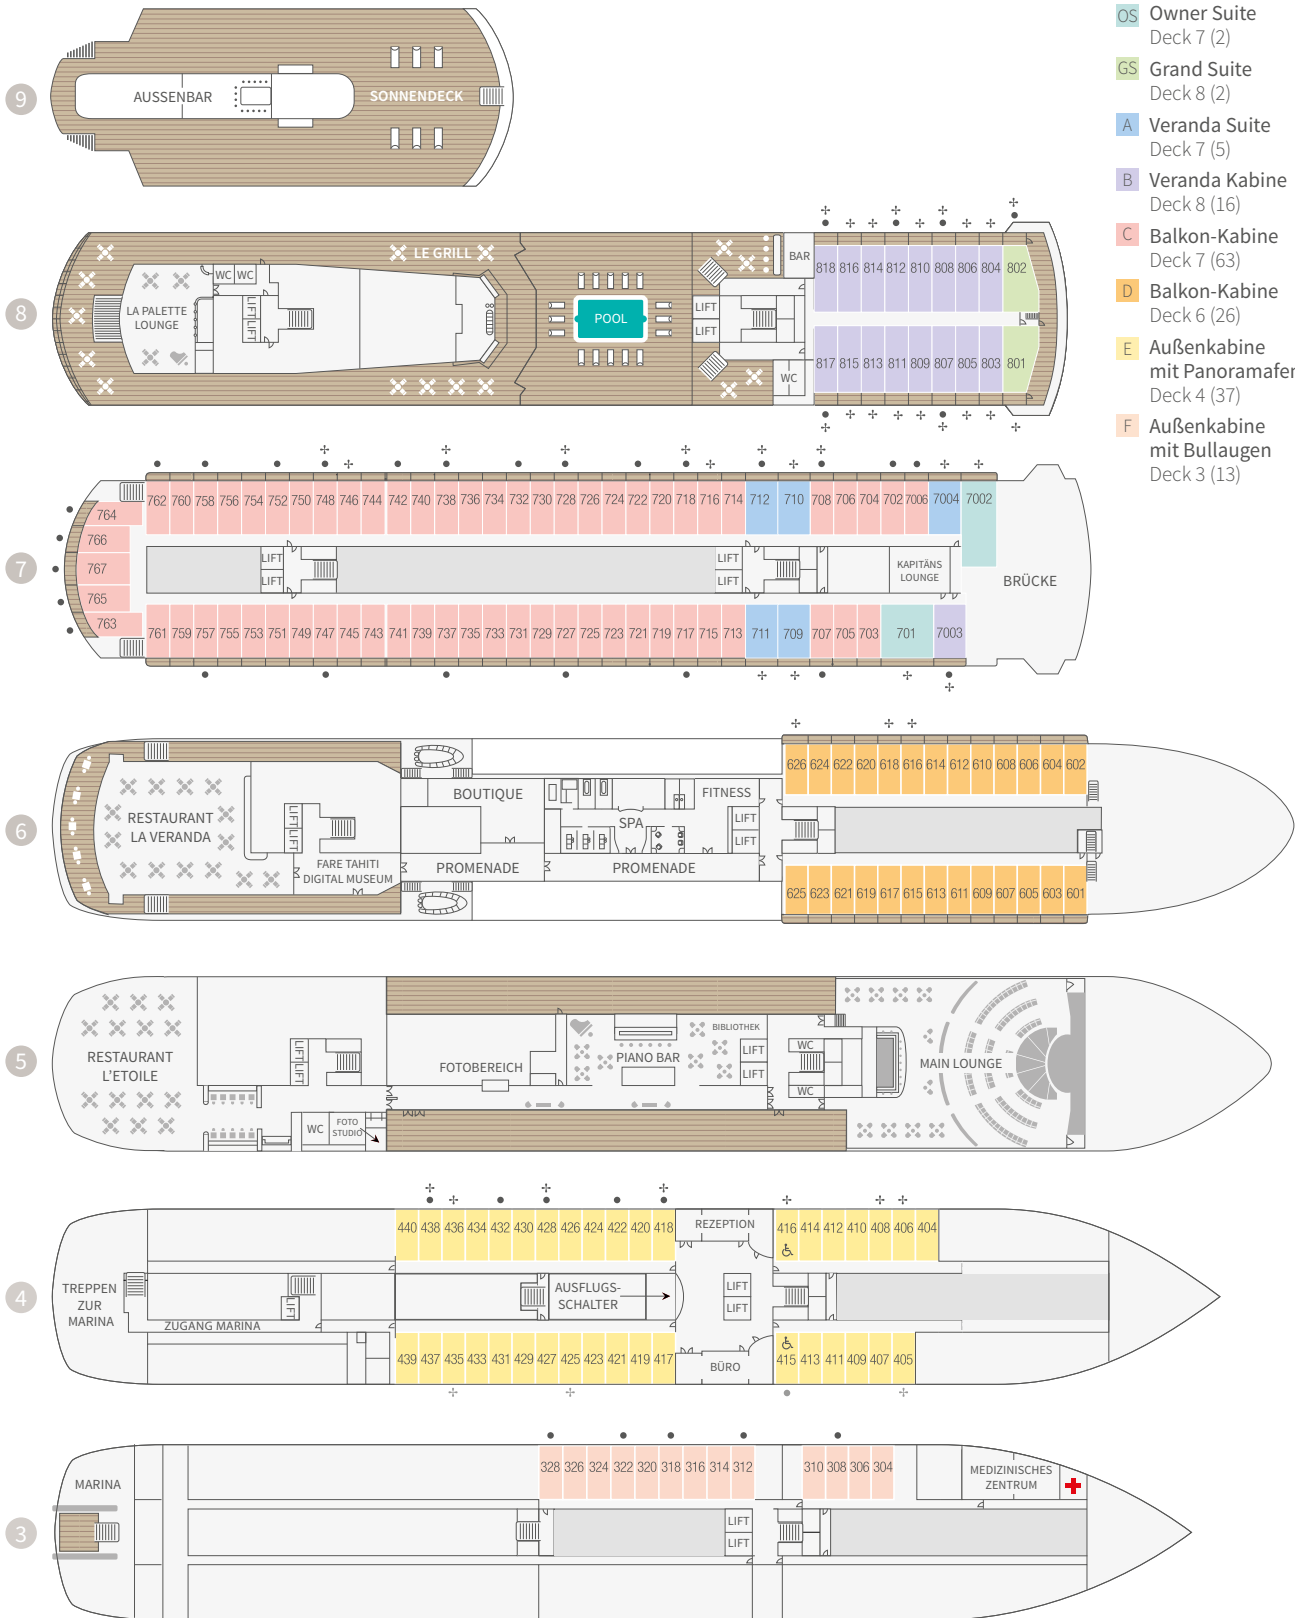 OS Owner Suite
Deck 7 (2)
GS Grand Suite
Deck 8 (2)
A Veranda Suite
Deck 7 (5)
B Veranda Kabine
Deck 8 (16)
C Balkon-Kabine
Deck 7 (63)
D Balkon-Kabine
Deck 6 (26)
E Außenkabine
mit Panoramafen
Deck 4 (37)
F Außenkabine
mit Bullaugen
Deck 3 (13)
9
AUSSENBAR
SONNENDECK
8
LE GRILL
WC WC
LA PALETTE
LOUNGE
LIFT
LIFT
POOL
BAR
LIFT
LIFT
WC
818 816 814 812 810 808 806 804 802
817 815 813 811 809 807 805 803 801
7
762 760 758 756 754 752 750 748 746 744 742 740 738 736 734 732 730 728 726 724 722 720 718 716 714 712 710 708 706 704 702 7006 7004 7002
764
766
767
765
763
LIFT
LIFT
LIFT
LIFT
KAPITÄNS
LOUNGE
BRÜCKE
761 759 757 755 753 751 749 747 745 743 741 739 737 735 733 731 729 727 725 723 721 719 717 715 713 711 709 707 705 703 701 7003
6
RESTAURANT
LA VERANDA
LIFT
LIFT
FARE TAHITI
DIGITAL MUSEUM
BOUTIQUE
PROMENADE
SPA
FITNESS
LIFT
LIFT
PROMENADE
626 624 622 620 618 616 614 612 610 608 606 604 602
625 623 621 619 617 615 613 611 609 607 605 603 601
5
RESTAURANT
L'ETOILE
LIFT
LIFT
WC
FOTO
STUDIO
FOTOBEREICH
PIANO BAR
BIBLIOTHEK
LIFT
LIFT
WC
WC
MAIN LOUNGE
4
TREPPEN
ZUR
MARINA
ZUGANG MARINA
LIFT
440 438 436 434 432 430 428 426 424 422 420 418
REZEPTION
416 414 412 410 408 406 404
AUSFLUGS-
SCHALTER
LIFT
LIFT
439 437 435 433 431 429 427 425 423 421 419 417
BÜRO
415 413 411 409 407 405
3
MARINA
328 326 324 322 320 318 316 314 312
310 308 306 304
LIFT
LIFT
MEDIZINISCHES
ZENTRUM